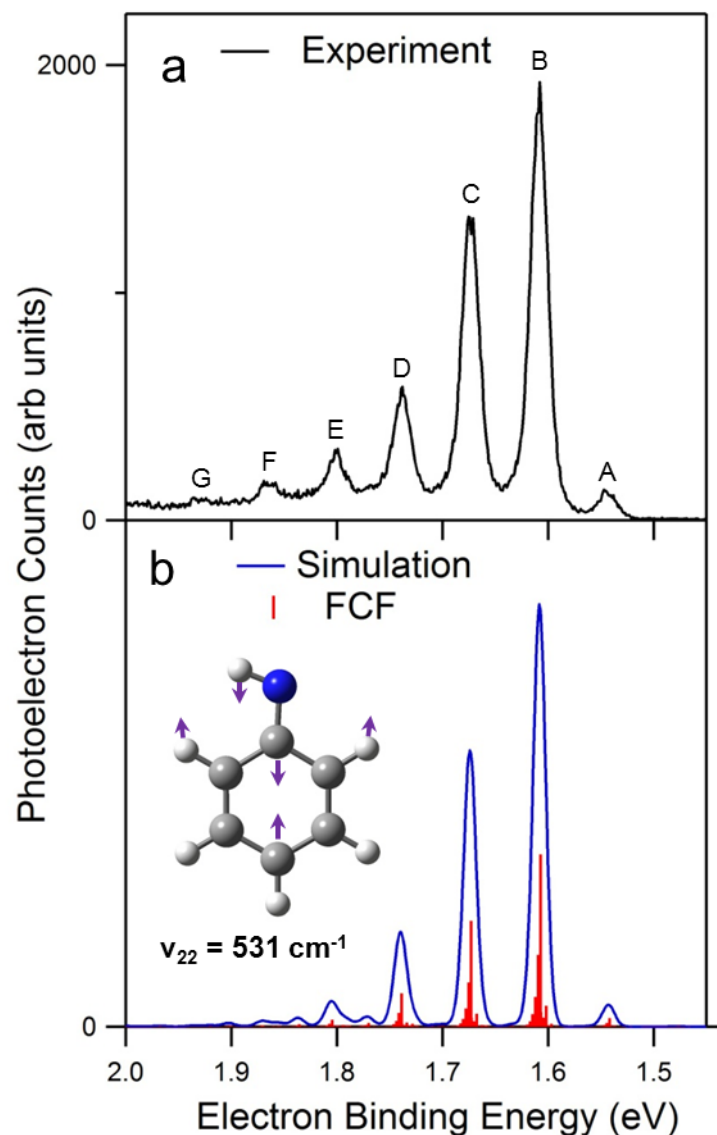 a — Experiment
2000
B
C
D
E
F
G
A
0
b — Simulation
| FCF
ν₂₂ = 531 cm⁻¹
0
2.0 1.9 1.8 1.7 1.6 1.5
Electron Binding Energy (eV)
Photoelectron Counts (arb units)